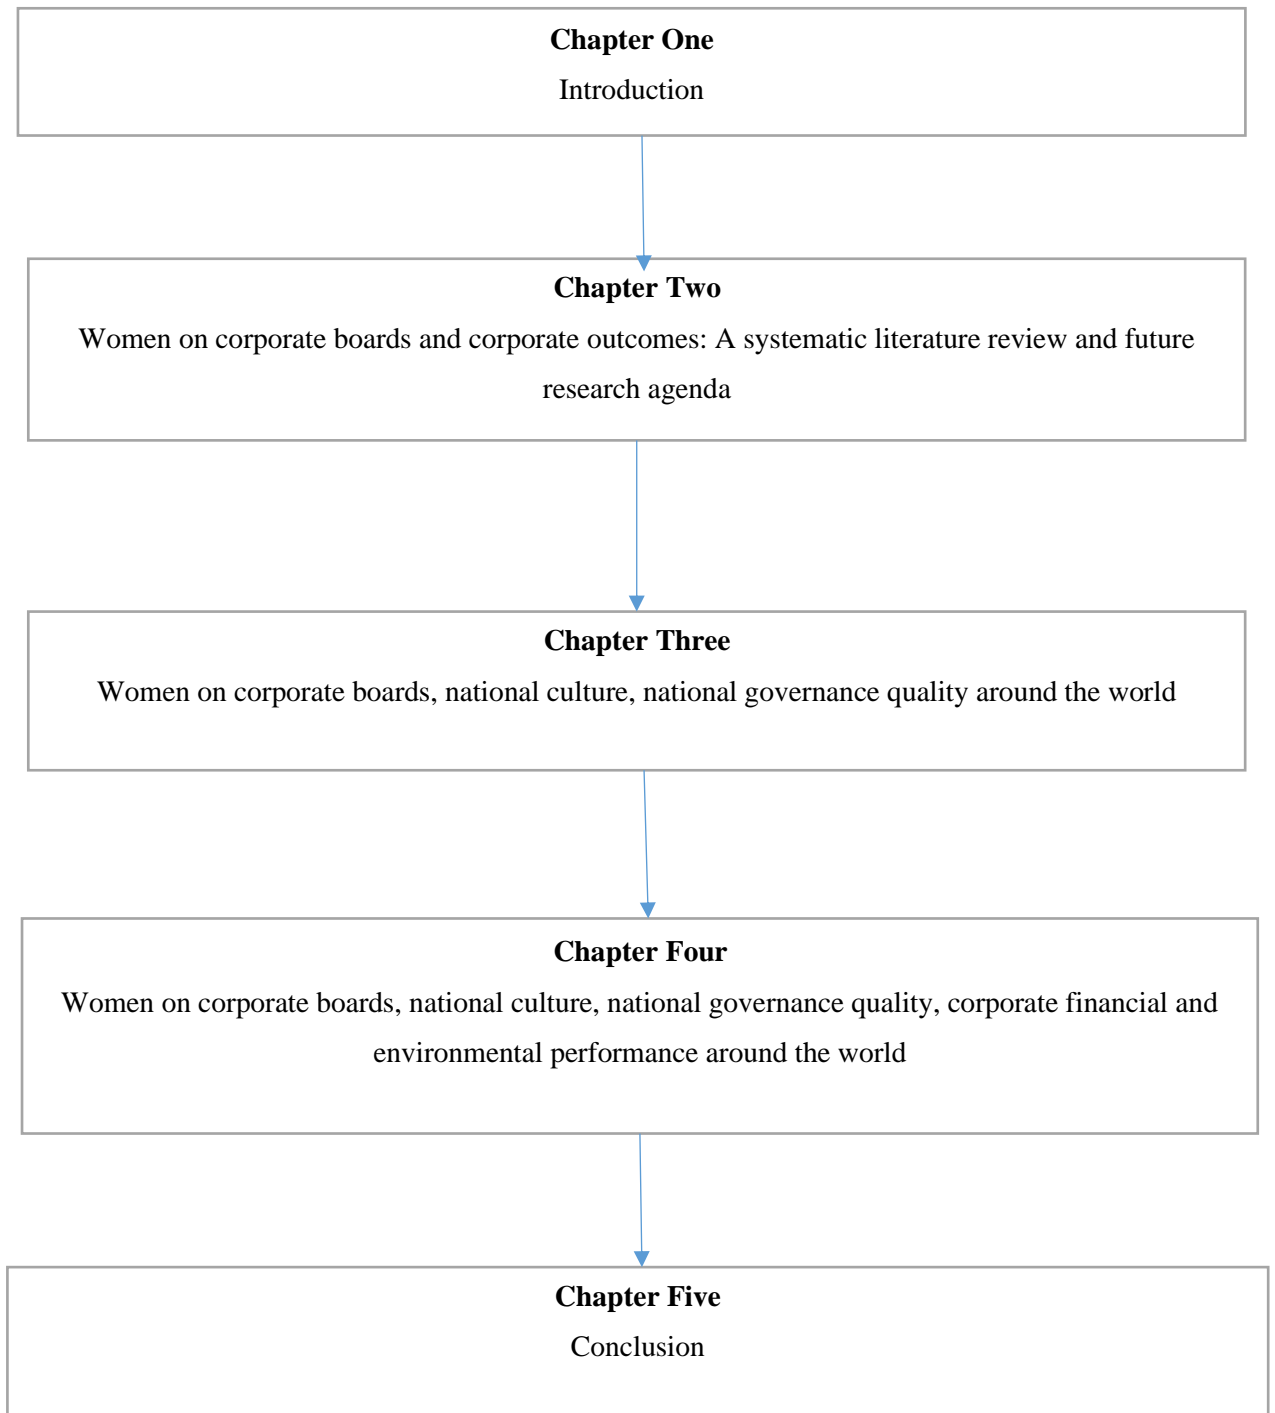 Chapter One
Introduction
Chapter Two
Women on corporate boards and corporate outcomes: A systematic literature review and future
research agenda
Chapter Three
Women on corporate boards, national culture, national governance quality around the world
Chapter Four
Women on corporate boards, national culture, national governance quality, corporate financial and
environmental performance around the world
Chapter Five
Conclusion